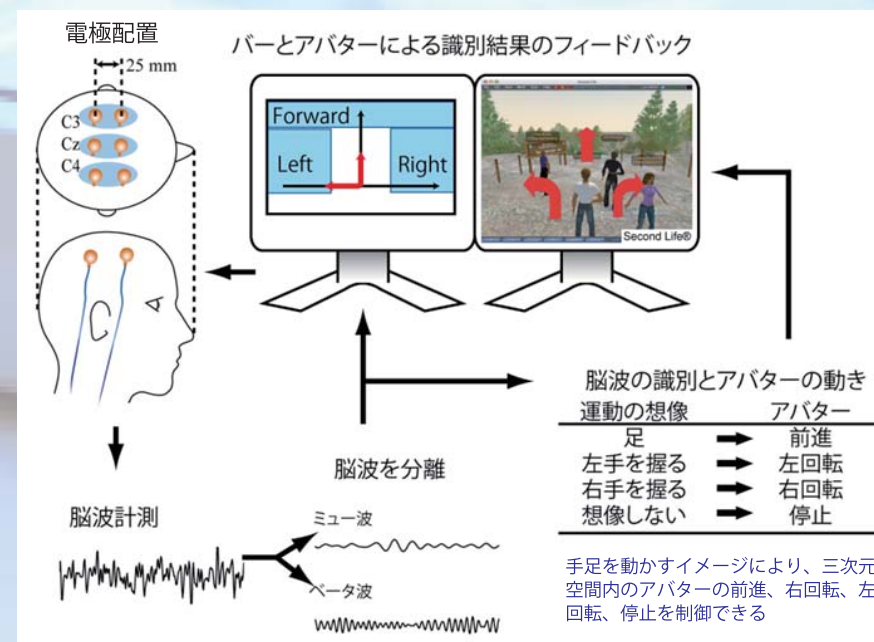 電極配置
25 mm
C3
Cz
C4
バーとアバターによる識別結果のフィードバック
Forward
Left
Right
Second Life®
脳波計測
脳波を分離
ミュー波
ベータ波
脳波の識別とアバターの動き
運動の想像 アバター
足 前進
左手を握る 左回転
右手を握る 右回転
想像しない 停止
手足を動かすイメージにより、三次元
空間内のアバターの前進、右回転、左
回転、停止を制御できる